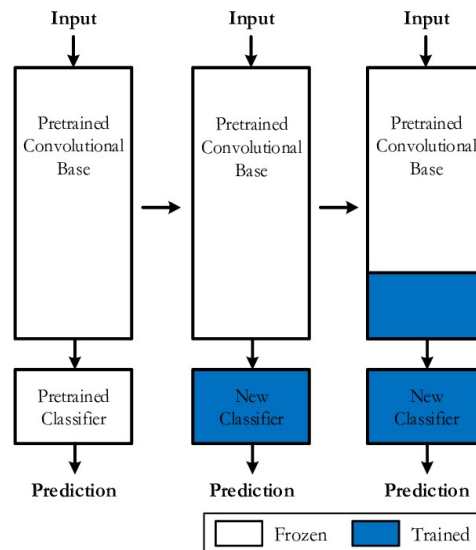 Input
Pretrained
Convolutional
Base
Pretrained
Classifier
Prediction
Input
Pretrained
Convolutional
Base
New
Classifier
Prediction
Input
Pretrained
Convolutional
Base
New
Classifier
Prediction
Frozen
Trained